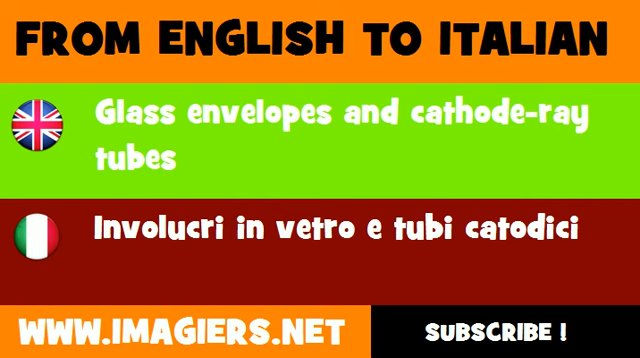 FROM ENGLISH TO ITALIAN
Glass envelopes and cathode-ray
tubes
Involucri in vetro e tubi catodici
WWW.IMAGIERS.NET
SUBSCRIBE !